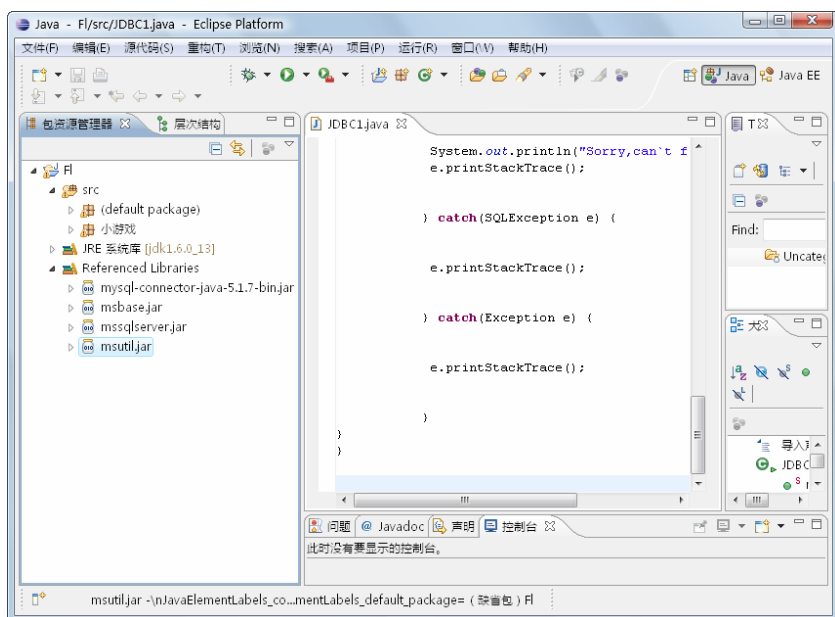 Java - Fl/src/JDBC1.java - Eclipse Platform
文件(F) 编辑(E) 源代码(S) 重构(T) 浏览(N) 搜索(A) 项目(P) 运行(R) 窗口(W) 帮助(H)
Java Java EE
包资源管理器 层次结构
Fl
src
(default package)
小游戏
JRE 系统库 [jdk1.6.0_13]
Referenced Libraries
mysql-connector-java-5.1.7-bin.jar
msbase.jar
mssqlserver.jar
msutil.jar
JDBC1.java
System.out.println("Sorry,can`t f
e.printStackTrace();
} catch(SQLException e) {
e.printStackTrace();
} catch(Exception e) {
e.printStackTrace();
}
}
}
T
Find:
Uncateg
大
导入
JDBC
问题 @ Javadoc 声明 控制台
此时没有要显示的控制台。
msutil.jar -\nJavaElementLabels_co...mentLabels_default_package= ( 缺省包 ) Fl